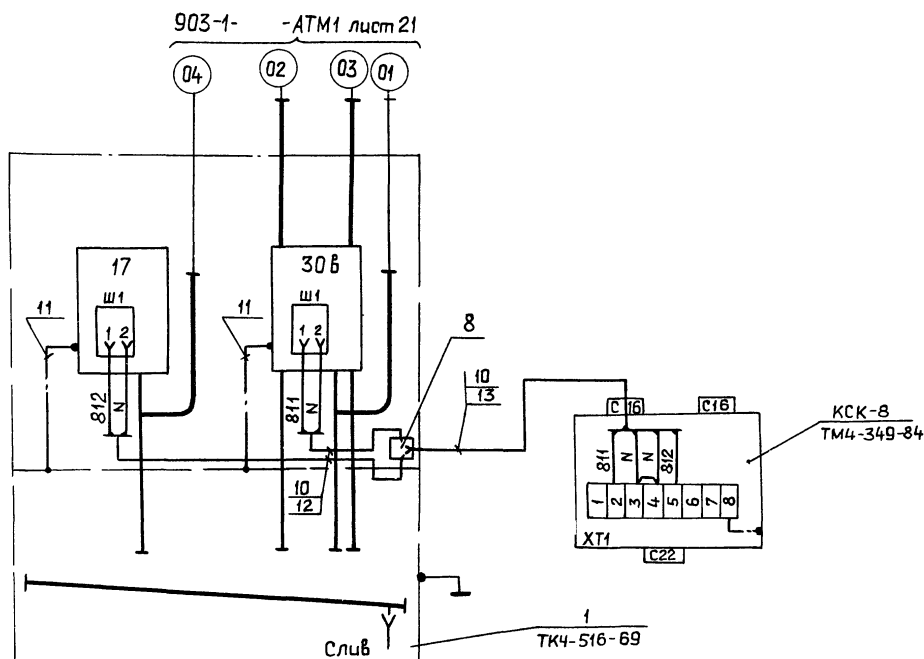 903-1-      -АТМ1 лист 21
04 02 03 01
17
Ш1
1 2
11
812
N
30 в
Ш1
1 2
11
811
N
8
10
12
10
13
С 16
С16
КСК-8
ТМ4-349-84
811
N
N
812
1 2 3 4 5 6 7 8
ХТ1
С22
1
ТК4-516-69
Слив